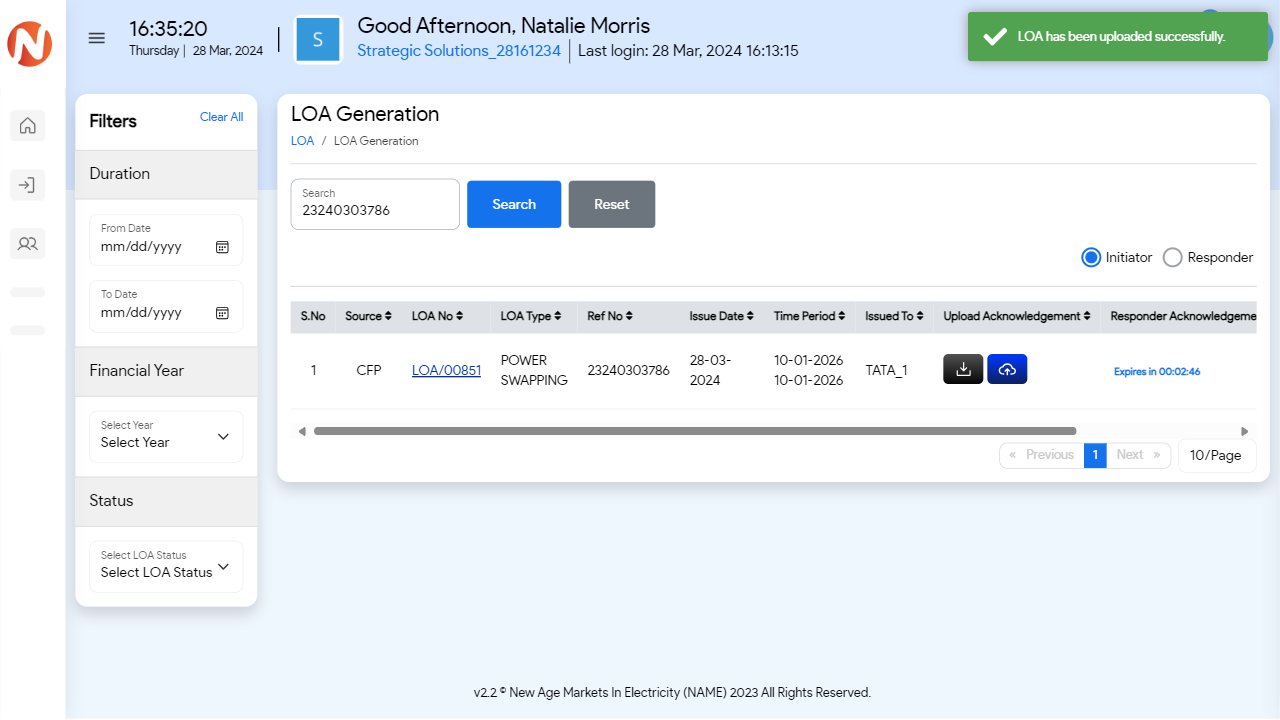 16:35:20
Thursday | 28 Mar. 2024
S
Good Afternoon, Natalie Morris
Strategic Solutions_28161234 | Last login: 28 Mar, 2024 16:13:15
LOA has been uploaded successfully.
Filters
Clear All
Duration
From Date
mm/dd/yyyy
To Date
mm/dd/yyyy
Financial Year
Select Year
Select Year
Status
Select LOA Status
Select LOA Status
LOA Generation
LOA / LOA Generation
Search
23240303786
Search
Reset
Initiator
Responder
S.No Source LOA No LOA Type Ref No Issue Date Time Period Issued To Upload Acknowledgement Responder Acknowledgeme
1 CFP LOA/00851 POWER SWAPPING 23240303786 28-03-2024 10-01-2026 10-01-2026 TATA_1 Expires in 00:02:46
« Previous 1 Next » 10/Page
v2.2 © New Age Markets In Electricity (NAME) 2023 All Rights Reserved.